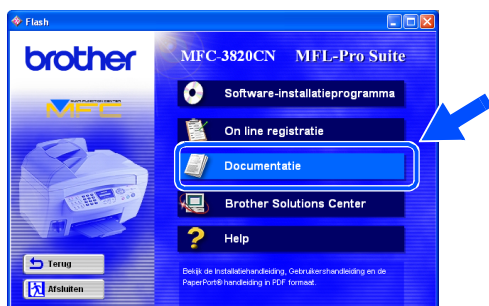 Flash
brother
MFC-3820CN MFL-Pro Suite
MFC
Software-installatieprogramma
On line registratie
Documentatie
Brother Solutions Center
Help
Terug
Afsluiten
Bekijk de Installatiehandleiding, Gebruikershandleiding en de
PaperPort® handleiding in PDF formaat.